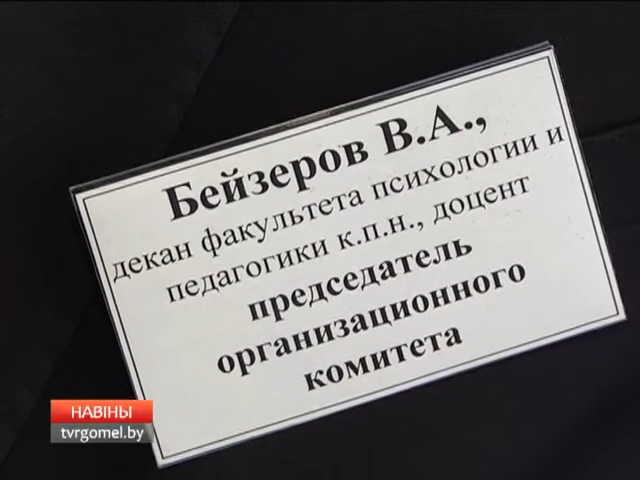 Бейзеров В.А.,
декан факультета психологии и
педагогики к.п.н., доцент
председатель
организационного
комитета
НАВІНЫ
tvrgomel.by